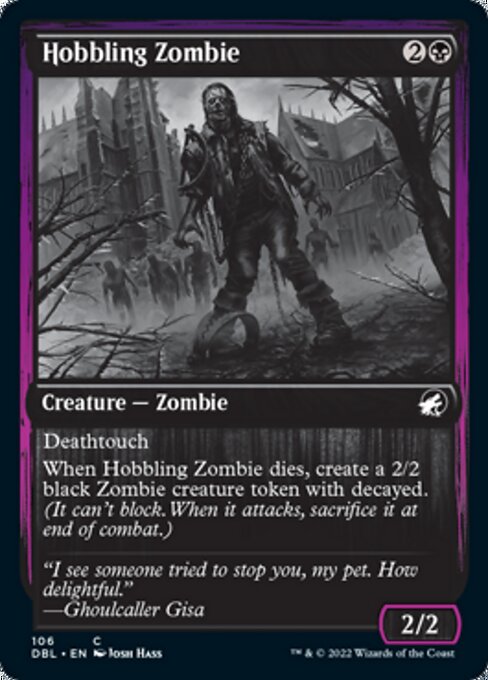 Hobbling Zombie 2
Creature — Zombie
Deathtouch
When Hobbling Zombie dies, create a 2/2
black Zombie creature token with decayed.
(It can't block. When it attacks, sacrifice it at
end of combat.)
“I see someone tried to stop you, my pet. How
delightful.”
—Ghoulcaller Gisa
2/2
106 C
DBL • EN Josh Hass ™ & © 2022 Wizards of the Coast